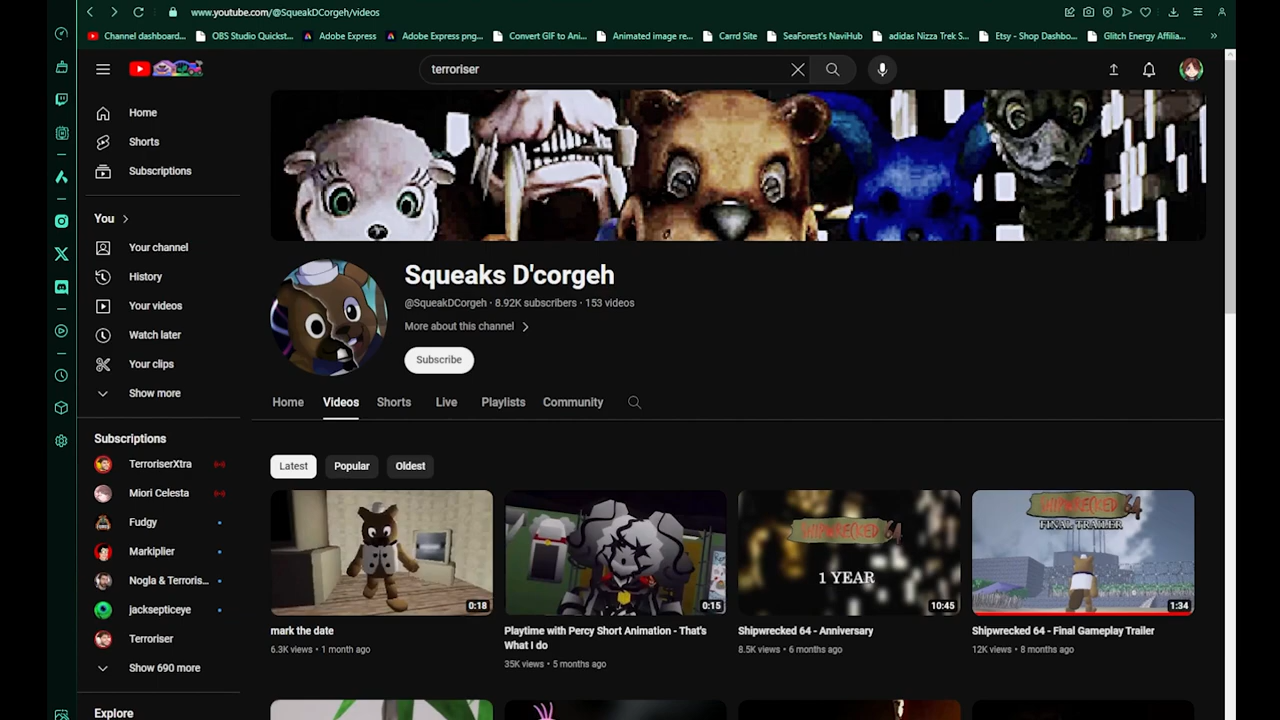 www.youtube.com/@SqueakDCorgeh/videos
Channel dashboard...
OBS Studio Quickst...
Adobe Express
Adobe Express png...
Convert GIF to Ani...
Animated image re...
Carrd Site
SeaForest's NaviHub
adidas Nizza Trek S...
Etsy - Shop Dashbo...
Glitch Energy Affilia...
terroriser
Home
Shorts
Subscriptions
You
Your channel
History
Your videos
Watch later
Your clips
Show more
Subscriptions
TerroriserXtra
Miori Celesta
Fudgy
Markiplier
Nogla & Terroris...
jacksepticeye
Terroriser
Show 690 more
Explore
Squeaks D'corgeh
@SqueakDCorgeh · 8.92K subscribers · 153 videos
More about this channel
Subscribe
Home
Videos
Shorts
Live
Playlists
Community
Latest
Popular
Oldest
0:18
mark the date
6.3K views • 1 month ago
0:15
Playtime with Percy Short Animation - That's
What I do
35K views • 5 months ago
SHIPWRECKED 64
1 YEAR
10:45
Shipwrecked 64 - Anniversary
8.5K views • 6 months ago
SHIPWRECKED 64
FINAL TRAILER
1:34
Shipwrecked 64 - Final Gameplay Trailer
12K views • 8 months ago